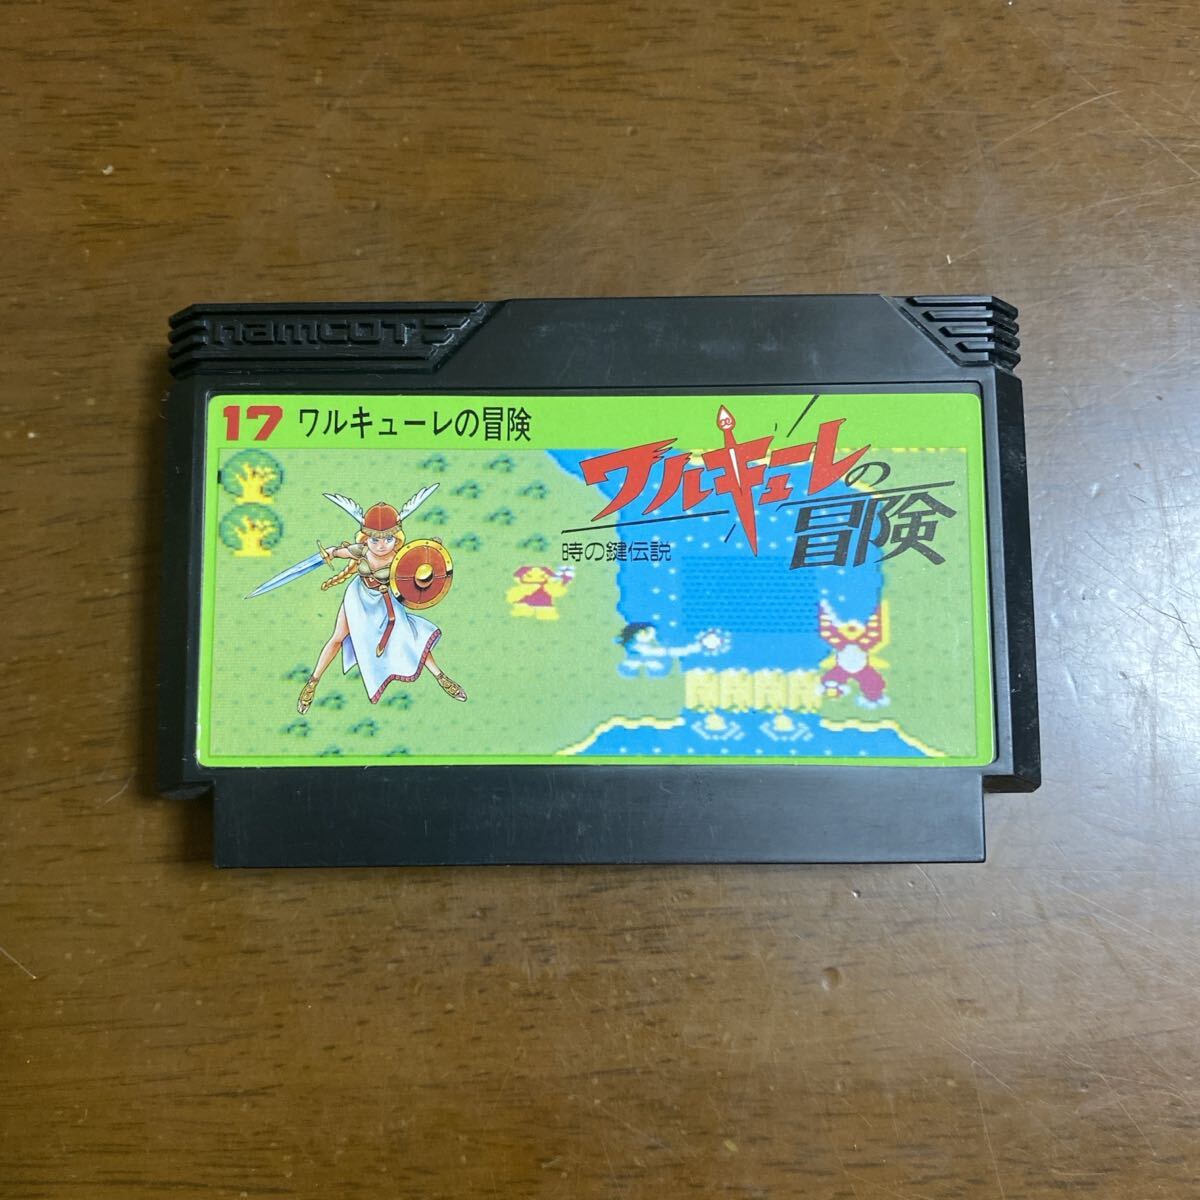 namcot
17 ワルキューレの冒険
ワルキューレの
冒険
時の鍵伝説